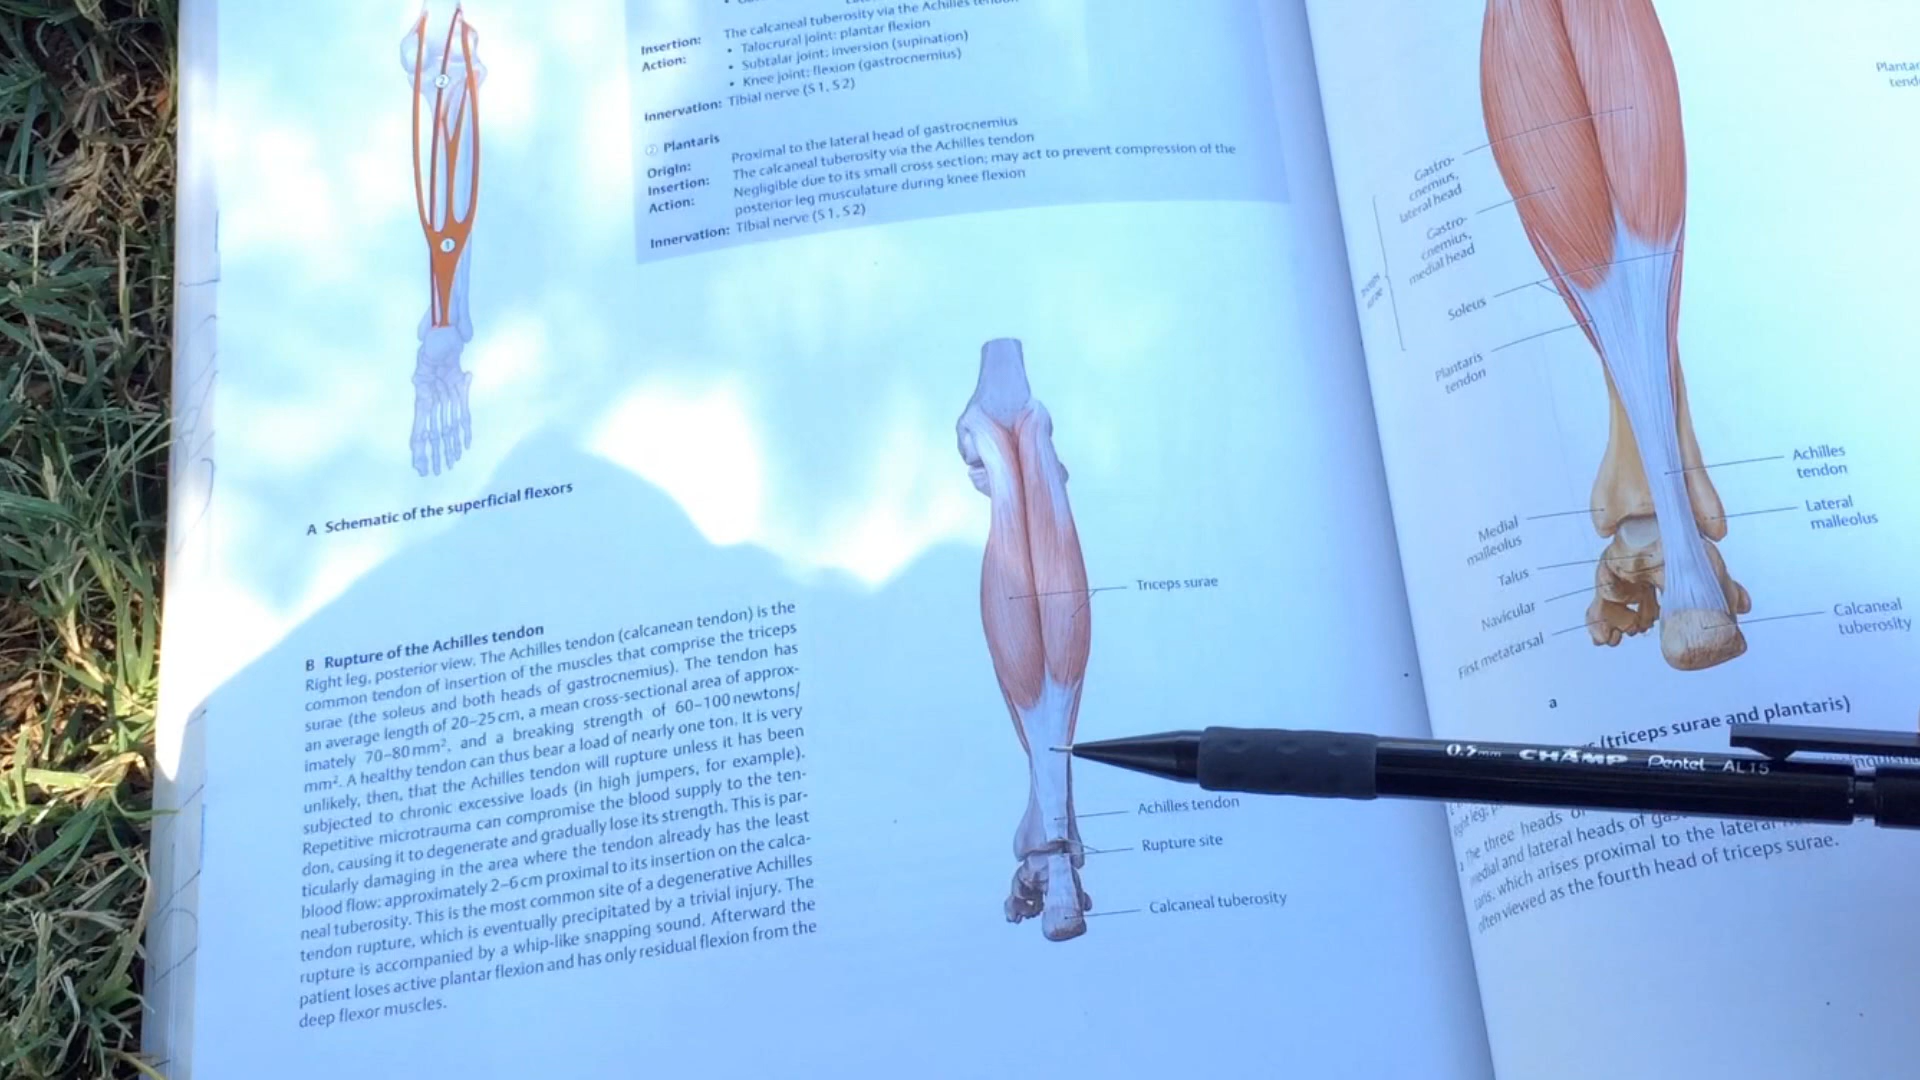 The calcaneal tuberosity via the Achilles
Insertion:
Action:
• Talocrural joint: plantar flexion
• Subtalar joint: inversion (supination)
• Knee joint: flexion (gastrocnemius)
Innervation: Tibial nerve (S1, S2)
② Plantaris
Origin: Proximal to the lateral head of gastrocnemius
Insertion: The calcaneal tuberosity via the Achilles tendon
Action: Negligible due to its small cross section; may act to prevent compression of the
posterior leg musculature during knee flexion
Innervation: Tibial nerve (S1, S2)
2
1
A Schematic of the superficial flexors
B Rupture of the Achilles tendon
Right leg, posterior view. The Achilles tendon (calcanean tendon) is the
common tendon of insertion of the muscles that comprise the triceps
surae (the soleus and both heads of gastrocnemius). The tendon has
an average length of 20–25 cm, a mean cross-sectional area of approx-
imately 70–80 mm², and a breaking strength of 60–100 newtons/
mm². A healthy tendon can thus bear a load of nearly one ton. It is very
unlikely, then, that the Achilles tendon will rupture unless it has been
subjected to chronic excessive loads (in high jumpers, for example).
Repetitive microtrauma can compromise the blood supply to the ten-
don, causing it to degenerate and gradually lose its strength. This is par-
ticularly damaging in the area where the tendon already has the least
blood flow: approximately 2–6 cm proximal to its insertion on the calca-
neal tuberosity. This is the most common site of a degenerative Achilles
tendon rupture, which is eventually precipitated by a trivial injury. The
rupture is accompanied by a whip-like snapping sound. Afterward the
patient loses active plantar flexion and has only residual flexion from the
deep flexor muscles.
Triceps surae
Achilles tendon
Rupture site
Calcaneal tuberosity
Gastro-
cnemius,
lateral head
Gastro-
cnemius,
medial head
Triceps
surae
Soleus
Plantaris
tendon
Medial
malleolus
Talus
Navicular
First metatarsal
Achilles
tendon
Lateral
malleolus
Calcaneal
tuberosity
a
(triceps surae and plantaris)
0.5mm CHAMP Pentel AL15
the three heads
medial and lateral heads of
which arises proximal to the lateral
often viewed as the fourth head of triceps surae.